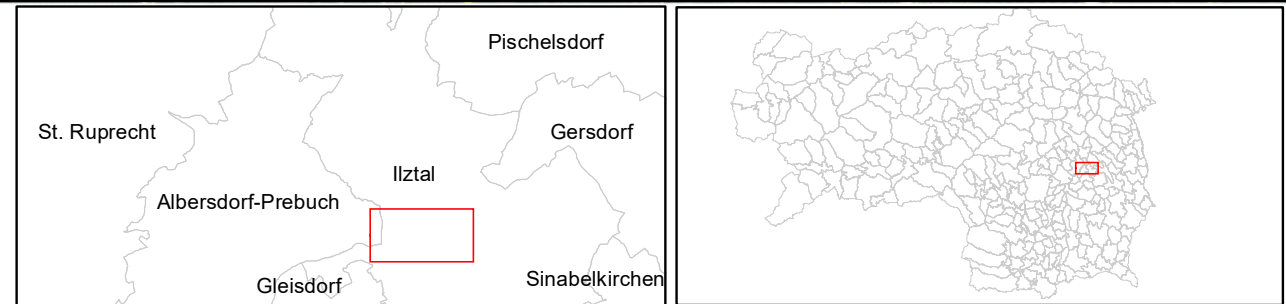 Pischelsdorf
St. Ruprecht
Gersdorf
Ilztal
Albersdorf-Prebuch
Sinabelkirchen
Gleisdorf